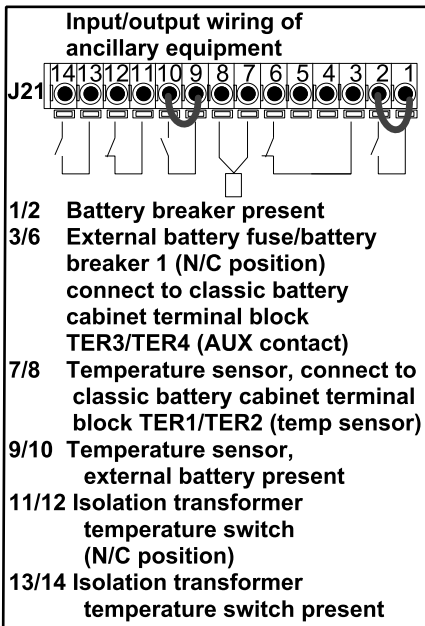 Input/output wiring of
ancillary equipment
J21
14 13 12 11 10 9 8 7 6 5 4 3 2 1
1/2 Battery breaker present
3/6 External battery fuse/battery
breaker 1 (N/C position)
connect to classic battery
cabinet terminal block
TER3/TER4 (AUX contact)
7/8 Temperature sensor, connect to
classic battery cabinet terminal
block TER1/TER2 (temp sensor)
9/10 Temperature sensor,
external battery present
11/12 Isolation transformer
temperature switch
(N/C position)
13/14 Isolation transformer
temperature switch present